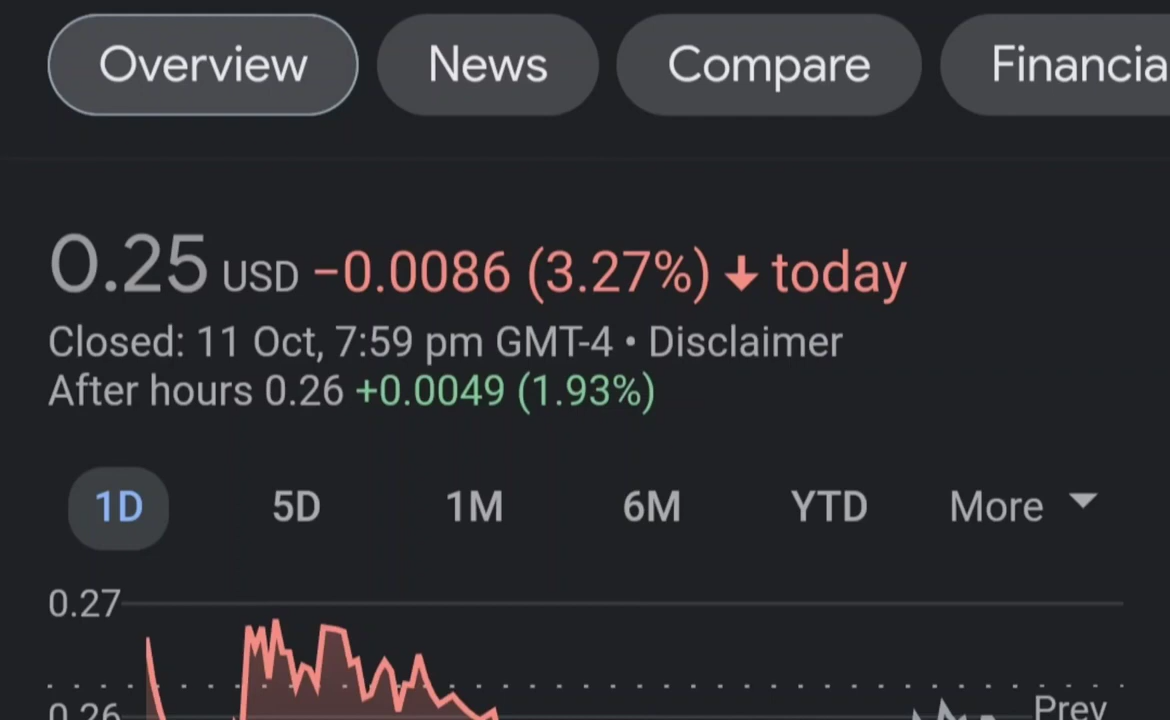 Overview News Compare Financia
0.25 USD −0.0086 (3.27%) ↓ today
Closed: 11 Oct, 7:59 pm GMT-4 • Disclaimer
After hours 0.26 +0.0049 (1.93%)
1D 5D 1M 6M YTD More
0.27
0.26 Prev